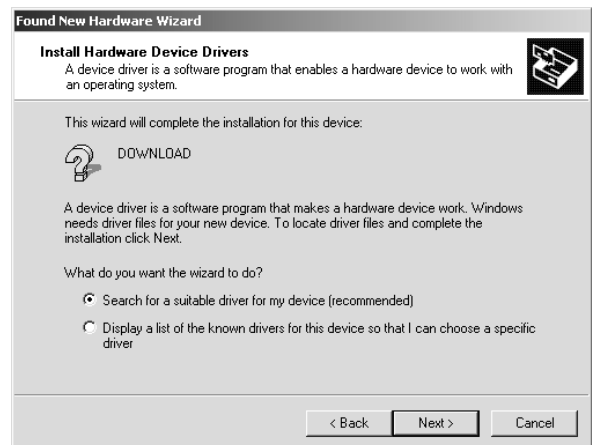 Found New Hardware Wizard
Install Hardware Device Drivers
A device driver is a software program that enables a hardware device to work with
an operating system.
This wizard will complete the installation for this device:
DOWNLOAD
A device driver is a software program that makes a hardware device work. Windows
needs driver files for your new device. To locate driver files and complete the
installation click Next.
What do you want the wizard to do?
Search for a suitable driver for my device (recommended)
Display a list of the known drivers for this device so that I can choose a specific
driver
< Back
Next >
Cancel